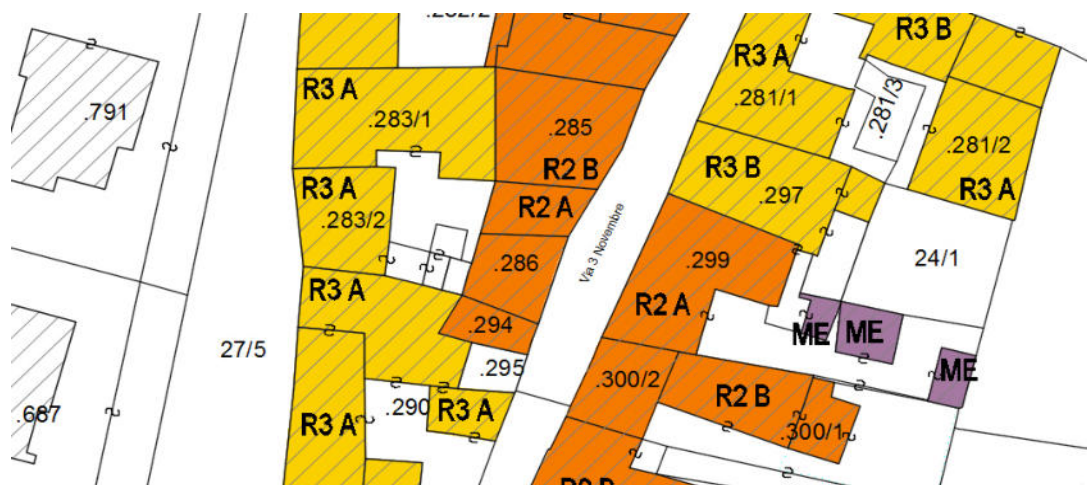 .282/2
R3 B
R3 A
R3 A
.791
.283/1
.285
.281/1
.281/3
.281/2
R2 B
R3 B
R3 A
R3 A
.297
R2 A
.283/2
Via 3 Novembre
.286
.299
24/1
R3 A
R2 A
.294
ME
ME
27/5
.295
ME
.300/2
.290
R2 B
.687
R3 A
R3 A
.300/1